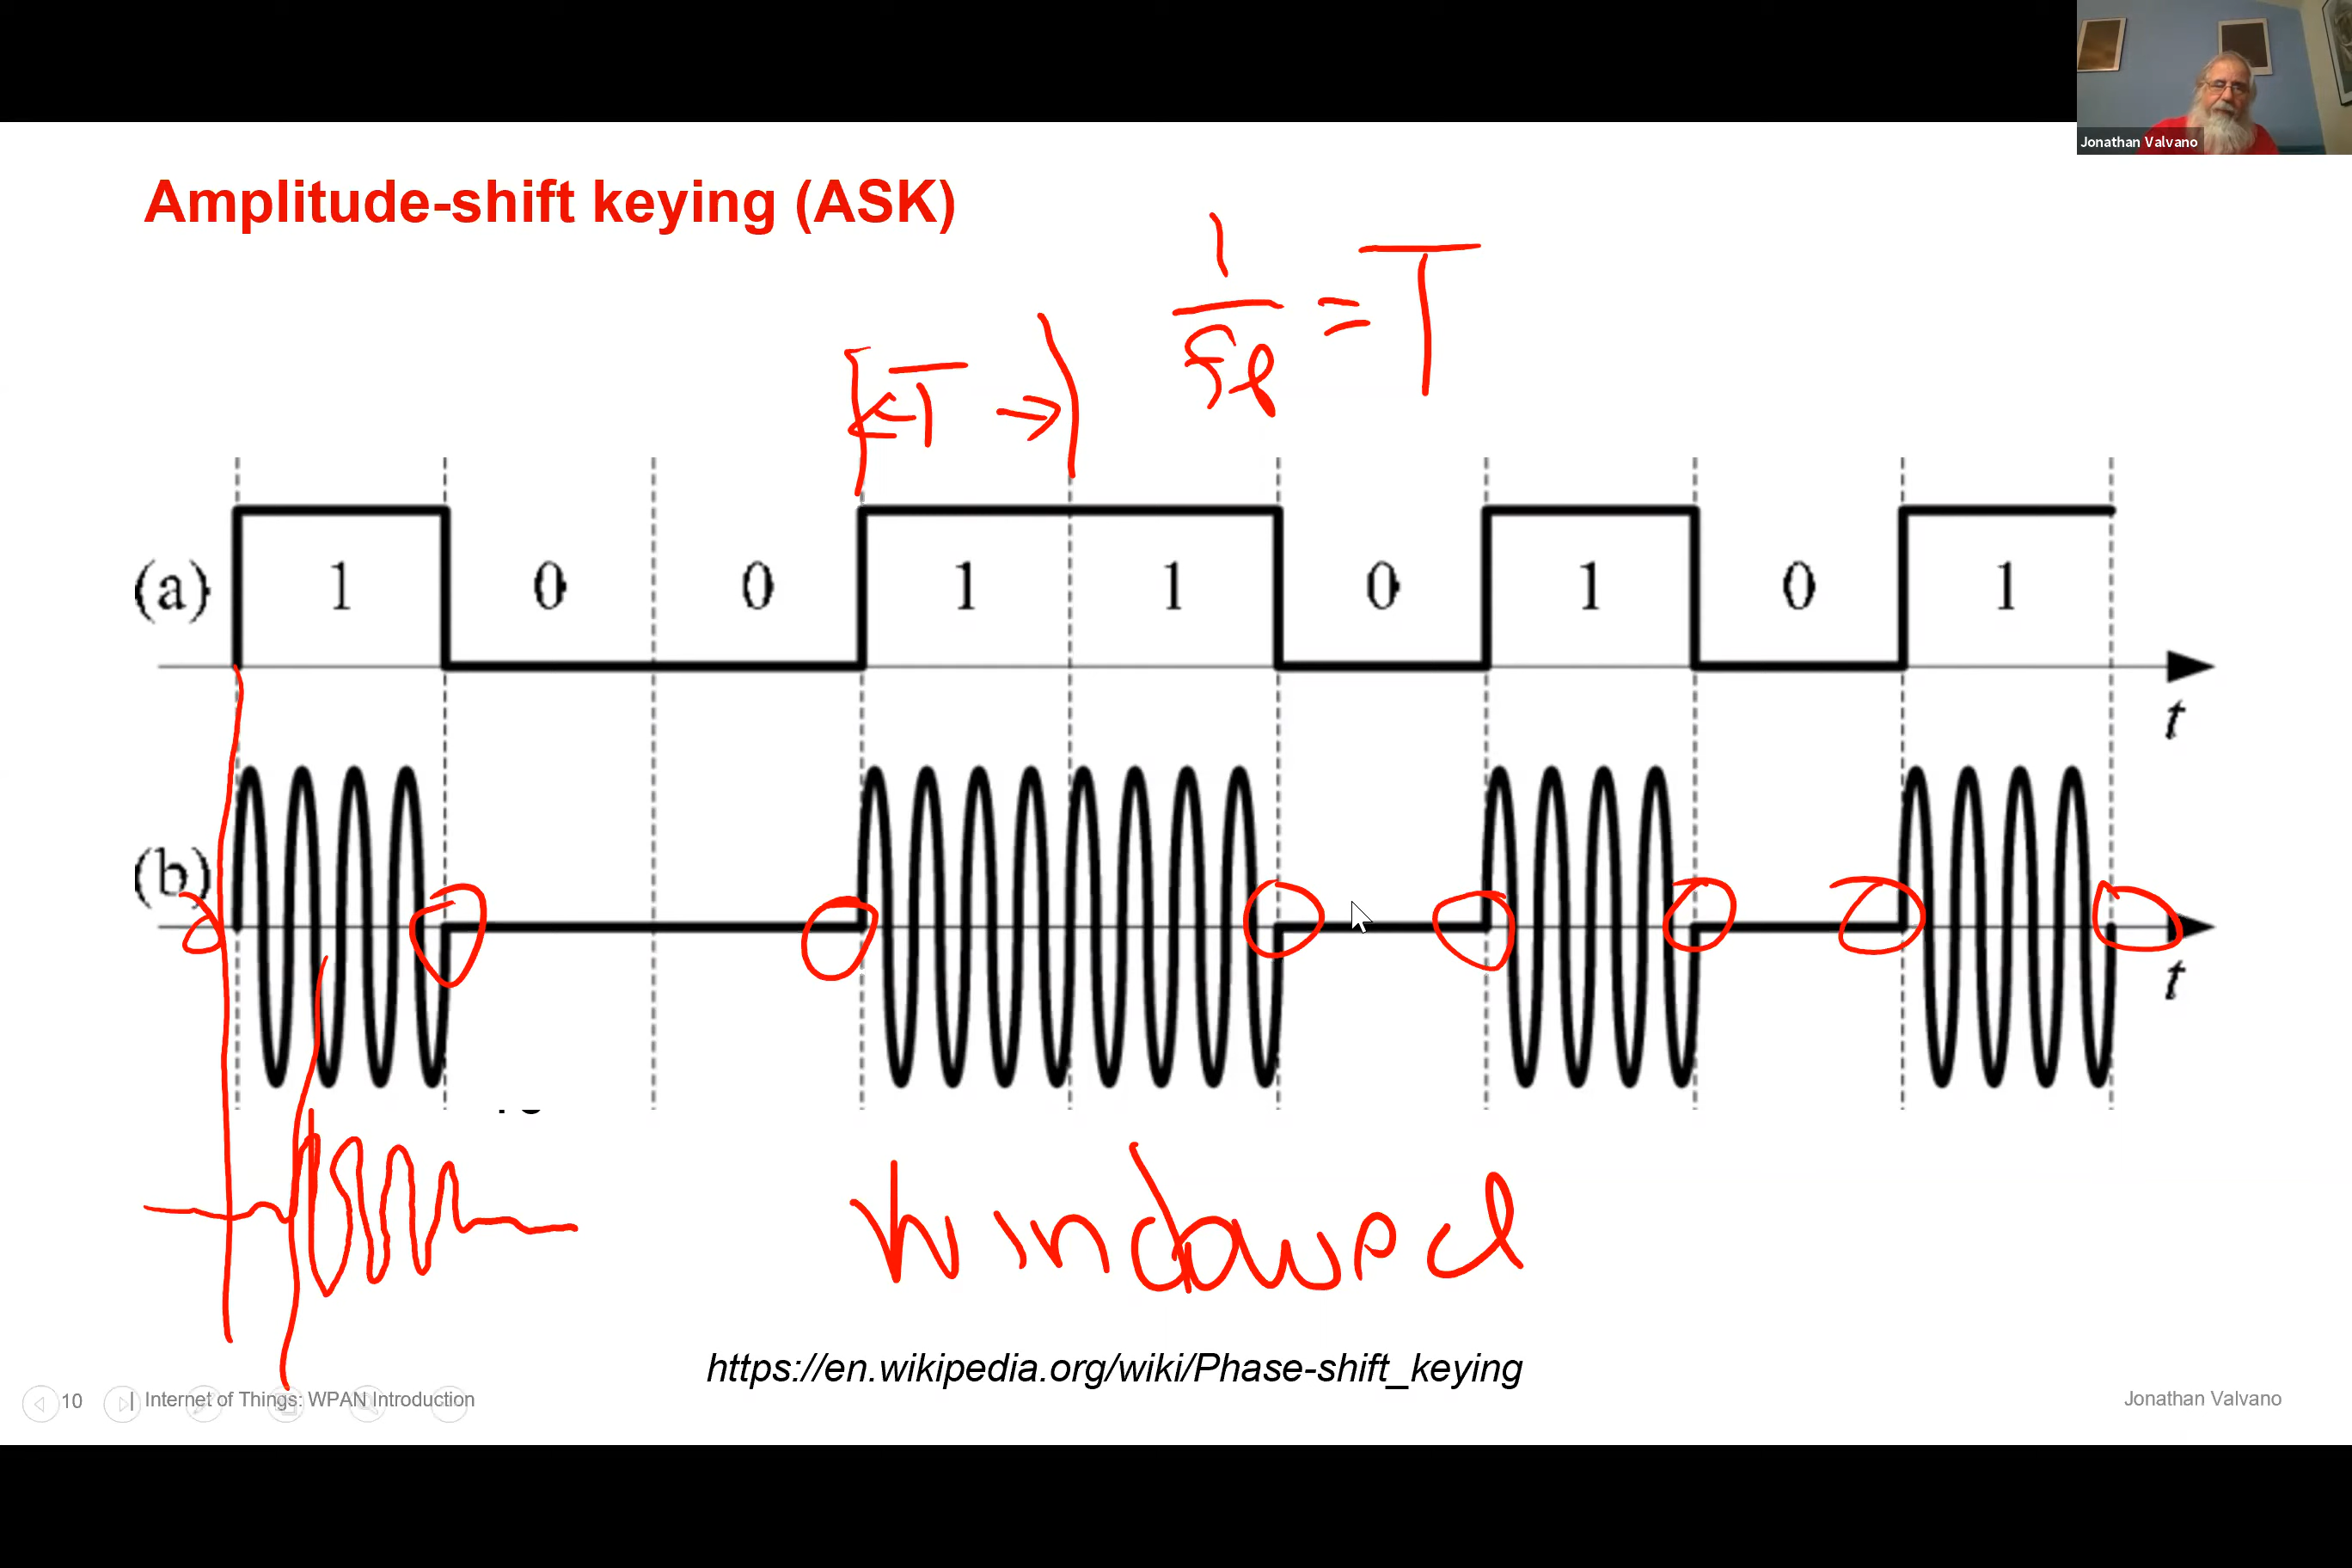 Jonathan Valvano
Amplitude-shift keying (ASK)
1
= T
← T →
(a) 1 0 0 1 1 0 1 0 1
t
(b)
t
windowed
https://en.wikipedia.org/wiki/Phase-shift_keying
10 | Internet of Things: WPAN Introduction
Jonathan Valvano